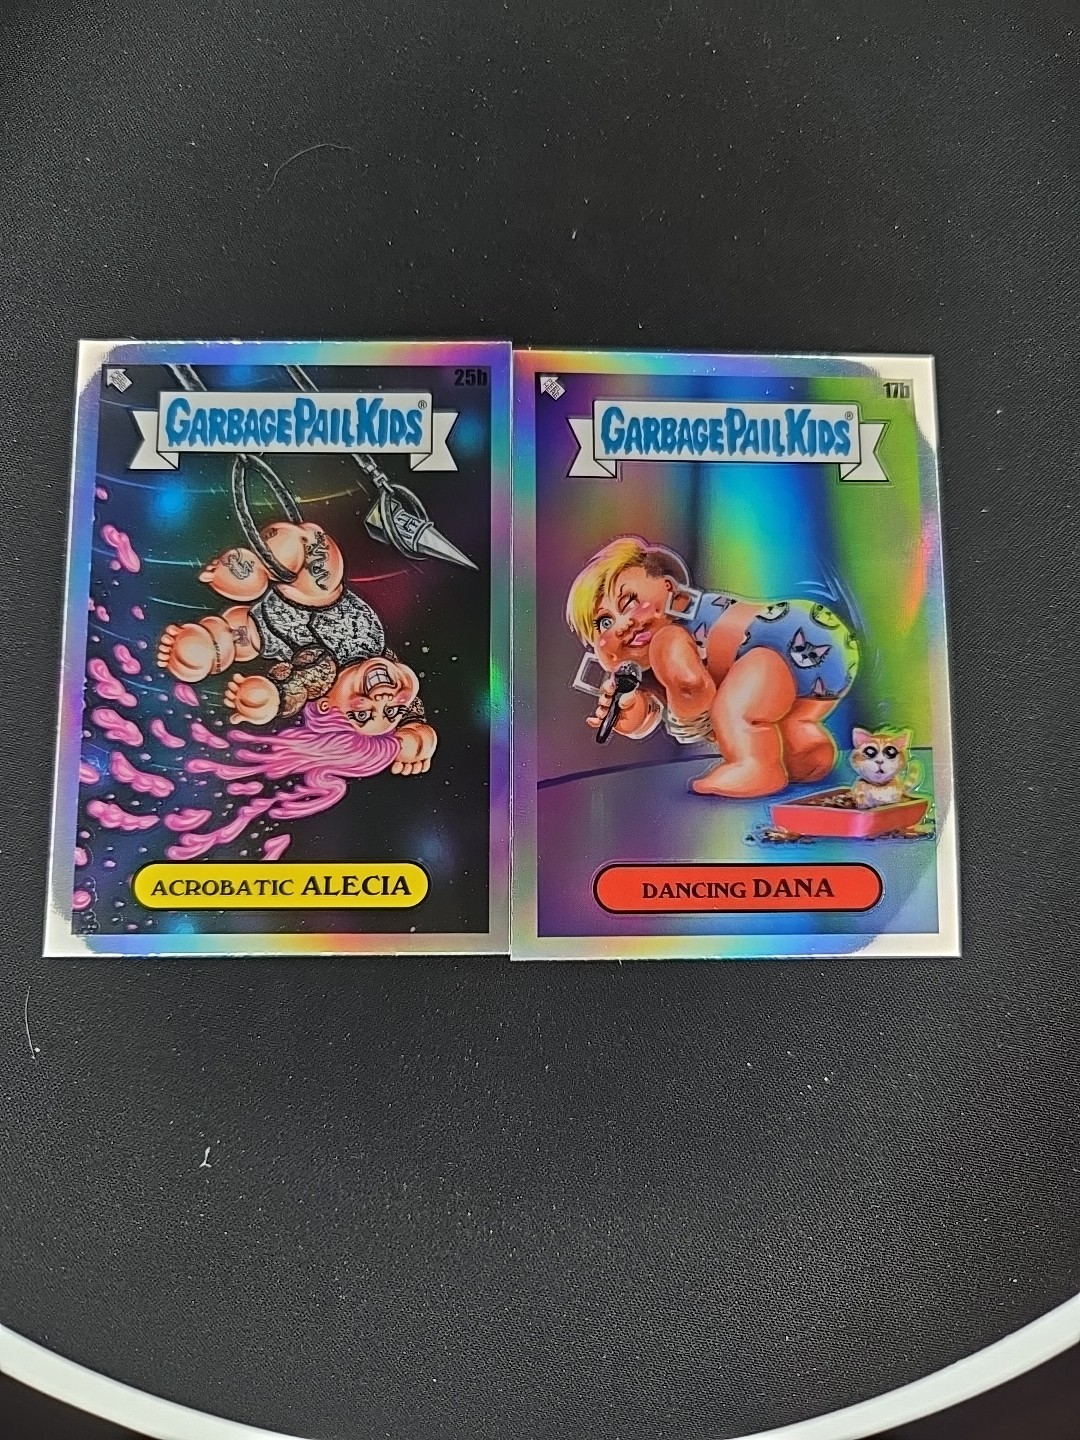 25b
GARBAGE PAIL KIDS®
ACROBATIC ALECIA
17b
GARBAGE PAIL KIDS®
DANCING DANA